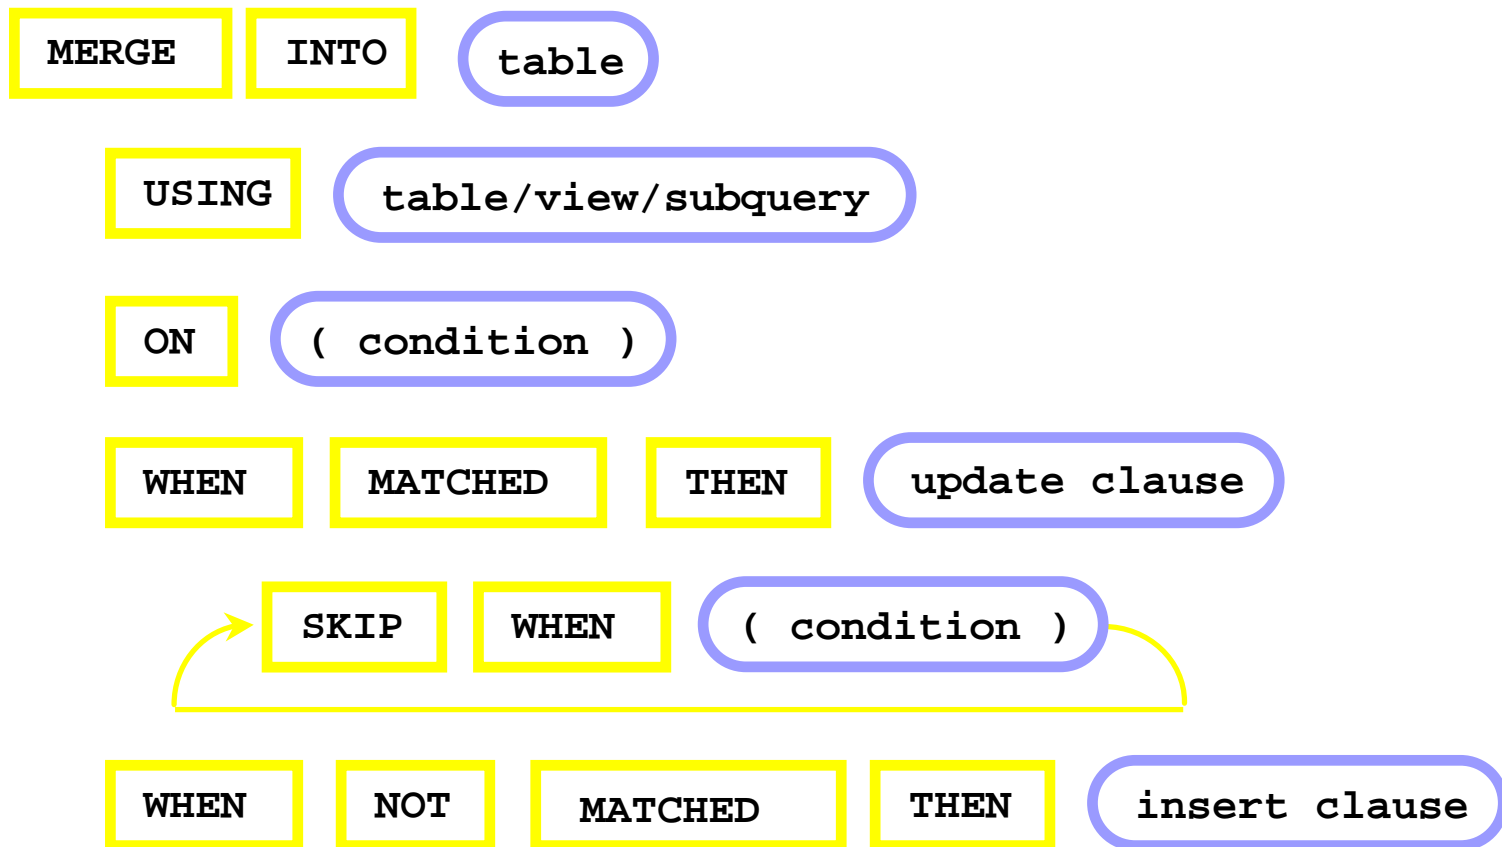 MERGE INTO table
USING table/view/subquery
ON ( condition )
WHEN MATCHED THEN update clause
SKIP WHEN ( condition )
WHEN NOT MATCHED THEN insert clause